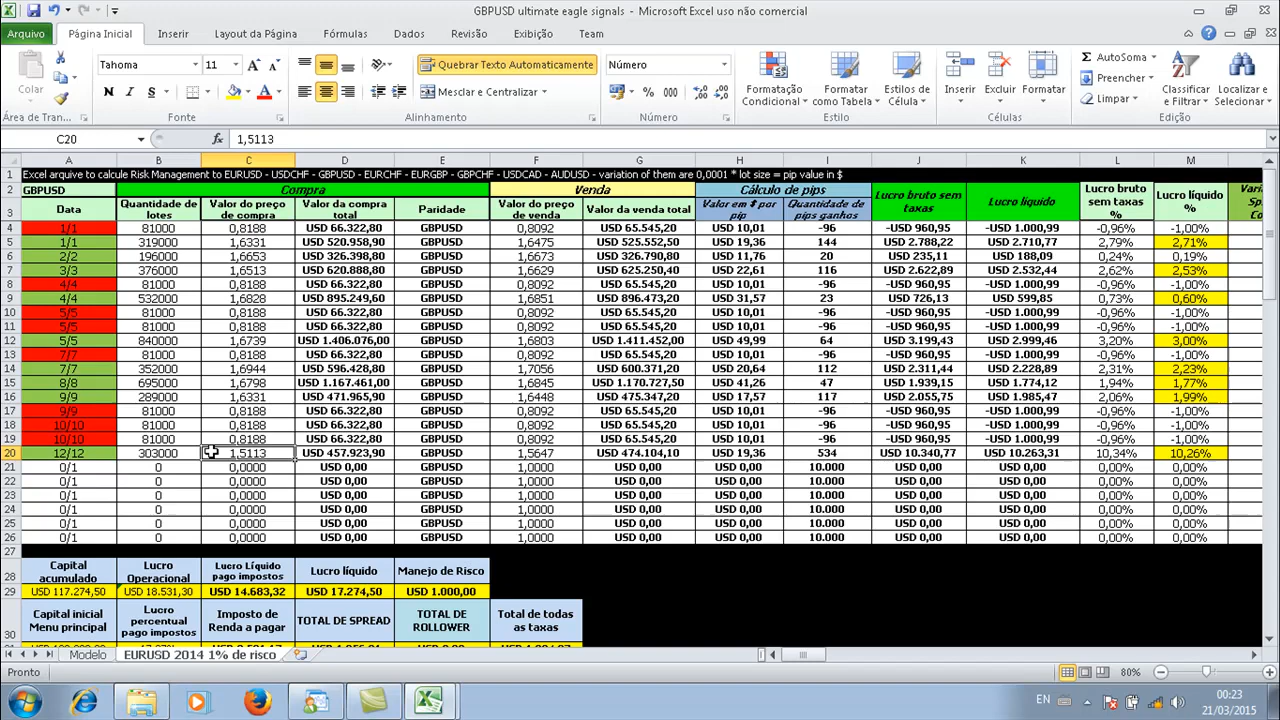 GBPUSD ultimate eagle signals - Microsoft Excel uso não comercial
Arquivo Página Inicial Inserir Layout da Página Fórmulas Dados Revisão Exibição Team
Colar
Tahoma 11
N I S
Quebrar Texto Automaticamente
Mesclar e Centralizar
Número
% 000
Formatação Condicional
Formatar como Tabela
Estilos de Célula
Inserir Excluir Formatar
AutoSoma
Preencher
Limpar
Classificar e Filtrar
Localizar e Selecionar
Área de Tran... Fonte Alinhamento Número Estilo Células Edição
C20 fx 1,5113
A B C D E F G H I J K L M
1 Excel arquive to calcule Risk Management to EURUSD - USDCHF - GBPUSD - EURCHF - EURGBP - GBPCHF - USDCAD - AUDUSD - variation of them are 0,0001 * lot size = pip value in $
2 GBPUSD Compra Venda Cálculo de pips Lucro bruto sem taxas Lucro líquido Lucro bruto sem taxas % Lucro líquido %
3 Data Quantidade de lotes Valor do preço de compra Valor da compra total Paridade Valor do preço de venda Valor da venda total Valor em $ por pip Quantidade de pips ganhos
4 1/1 81000 0,8188 USD 66.322,80 GBPUSD 0,8092 USD 65.545,20 USD 10,01 -96 -USD 960,95 -USD 1.000,99 -0,96% -1,00%
5 1/1 319000 1,6331 USD 520.958,90 GBPUSD 1,6475 USD 525.552,50 USD 19,36 144 USD 2.788,22 USD 2.710,77 2,79% 2,71%
6 2/2 196000 1,6653 USD 326.398,80 GBPUSD 1,6673 USD 326.790,80 USD 11,76 20 USD 235,11 USD 188,09 0,24% 0,19%
7 3/3 376000 1,6513 USD 620.888,80 GBPUSD 1,6629 USD 625.250,40 USD 22,61 116 USD 2.622,89 USD 2.532,44 2,62% 2,53%
8 4/4 81000 0,8188 USD 66.322,80 GBPUSD 0,8092 USD 65.545,20 USD 10,01 -96 -USD 960,95 -USD 1.000,99 -0,96% -1,00%
9 4/4 532000 1,6828 USD 895.249,60 GBPUSD 1,6851 USD 896.473,20 USD 31,57 23 USD 726,13 USD 599,85 0,73% 0,60%
10 5/5 81000 0,8188 USD 66.322,80 GBPUSD 0,8092 USD 65.545,20 USD 10,01 -96 -USD 960,95 -USD 1.000,99 -0,96% -1,00%
11 5/5 81000 0,8188 USD 66.322,80 GBPUSD 0,8092 USD 65.545,20 USD 10,01 -96 -USD 960,95 -USD 1.000,99 -0,96% -1,00%
12 5/5 840000 1,6739 USD 1.406.076,00 GBPUSD 1,6803 USD 1.411.452,00 USD 49,99 64 USD 3.199,43 USD 2.999,46 3,20% 3,00%
13 7/7 81000 0,8188 USD 66.322,80 GBPUSD 0,8092 USD 65.545,20 USD 10,01 -96 -USD 960,95 -USD 1.000,99 -0,96% -1,00%
14 7/7 352000 1,6944 USD 596.428,80 GBPUSD 1,7056 USD 600.371,20 USD 20,64 112 USD 2.311,44 USD 2.228,89 2,31% 2,23%
15 8/8 695000 1,6798 USD 1.167.461,00 GBPUSD 1,6845 USD 1.170.727,50 USD 41,26 47 USD 1.939,15 USD 1.774,12 1,94% 1,77%
16 9/9 289000 1,6331 USD 471.965,90 GBPUSD 1,6448 USD 475.347,20 USD 17,57 117 USD 2.055,75 USD 1.985,47 2,06% 1,99%
17 9/9 81000 0,8188 USD 66.322,80 GBPUSD 0,8092 USD 65.545,20 USD 10,01 -96 -USD 960,95 -USD 1.000,99 -0,96% -1,00%
18 10/10 81000 0,8188 USD 66.322,80 GBPUSD 0,8092 USD 65.545,20 USD 10,01 -96 -USD 960,95 -USD 1.000,99 -0,96% -1,00%
19 10/10 81000 0,8188 USD 66.322,80 GBPUSD 0,8092 USD 65.545,20 USD 10,01 -96 -USD 960,95 -USD 1.000,99 -0,96% -1,00%
20 12/12 303000 1,5113 USD 457.923,90 GBPUSD 1,5647 USD 474.104,10 USD 19,36 534 USD 10.340,77 USD 10.263,31 10,34% 10,26%
21 0/1 0 0,0000 USD 0,00 GBPUSD 1,0000 USD 0,00 USD 0,00 10.000 USD 0,00 USD 0,00 0,00% 0,00%
22 0/1 0 0,0000 USD 0,00 GBPUSD 1,0000 USD 0,00 USD 0,00 10.000 USD 0,00 USD 0,00 0,00% 0,00%
23 0/1 0 0,0000 USD 0,00 GBPUSD 1,0000 USD 0,00 USD 0,00 10.000 USD 0,00 USD 0,00 0,00% 0,00%
24 0/1 0 0,0000 USD 0,00 GBPUSD 1,0000 USD 0,00 USD 0,00 10.000 USD 0,00 USD 0,00 0,00% 0,00%
25 0/1 0 0,0000 USD 0,00 GBPUSD 1,0000 USD 0,00 USD 0,00 10.000 USD 0,00 USD 0,00 0,00% 0,00%
26 0/1 0 0,0000 USD 0,00 GBPUSD 1,0000 USD 0,00 USD 0,00 10.000 USD 0,00 USD 0,00 0,00% 0,00%
27
28 Capital acumulado Lucro Operacional Lucro Líquido pago impostos Lucro líquido Manejo de Risco
29 USD 117.274,50 USD 18.531,30 USD 14.683,32 USD 17.274,50 USD 1.000,00
30 Capital inicial Menu principal Lucro percentual pago impostos Imposto de Renda a pagar TOTAL DE SPREAD TOTAL DE ROLLOWER Total de todas as taxas
Modelo EURUSD 2014 1% de risco
Pronto 80%
EN 00:23
21/03/2015